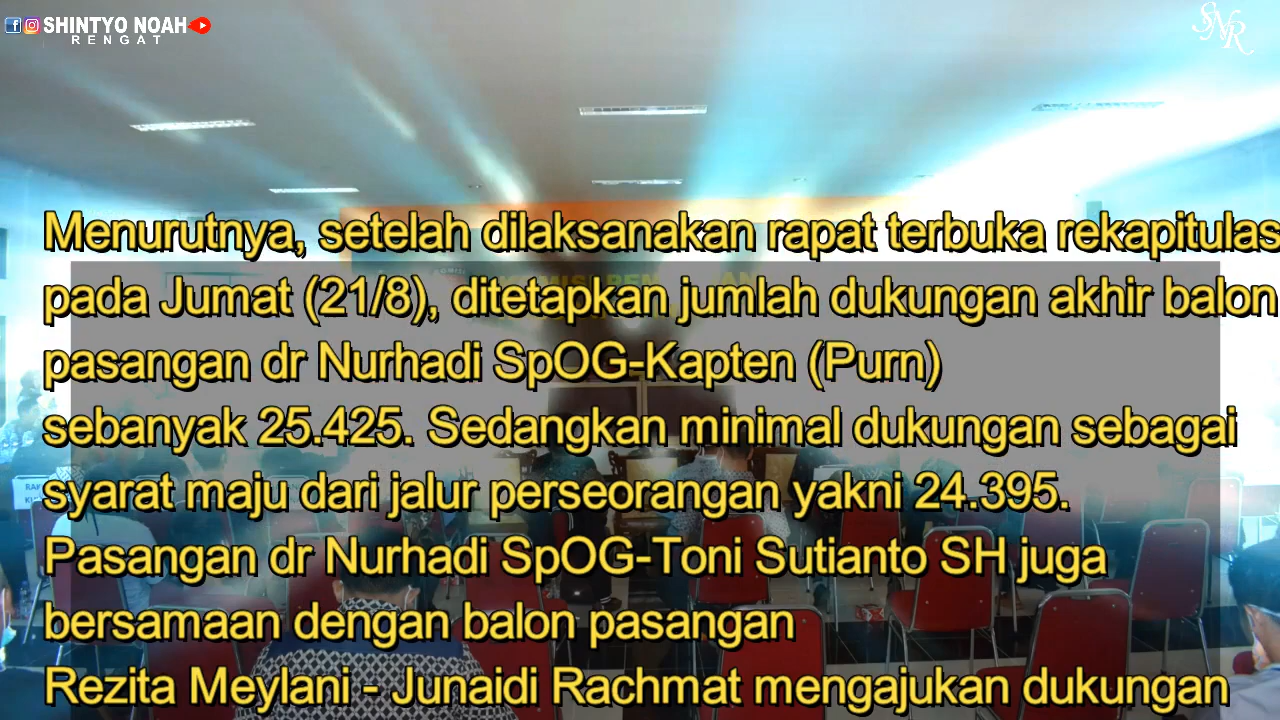 SHINTYO NOAH
RENGAT
SNR
Menurutnya, setelah dilaksanakan rapat terbuka rekapitulas
pada Jumat (21/8), ditetapkan jumlah dukungan akhir balon
pasangan dr Nurhadi SpOG-Kapten (Purn)
sebanyak 25.425. Sedangkan minimal dukungan sebagai
syarat maju dari jalur perseorangan yakni 24.395.
Pasangan dr Nurhadi SpOG-Toni Sutianto SH juga
bersamaan dengan balon pasangan
Rezita Meylani - Junaidi Rachmat mengajukan dukungan